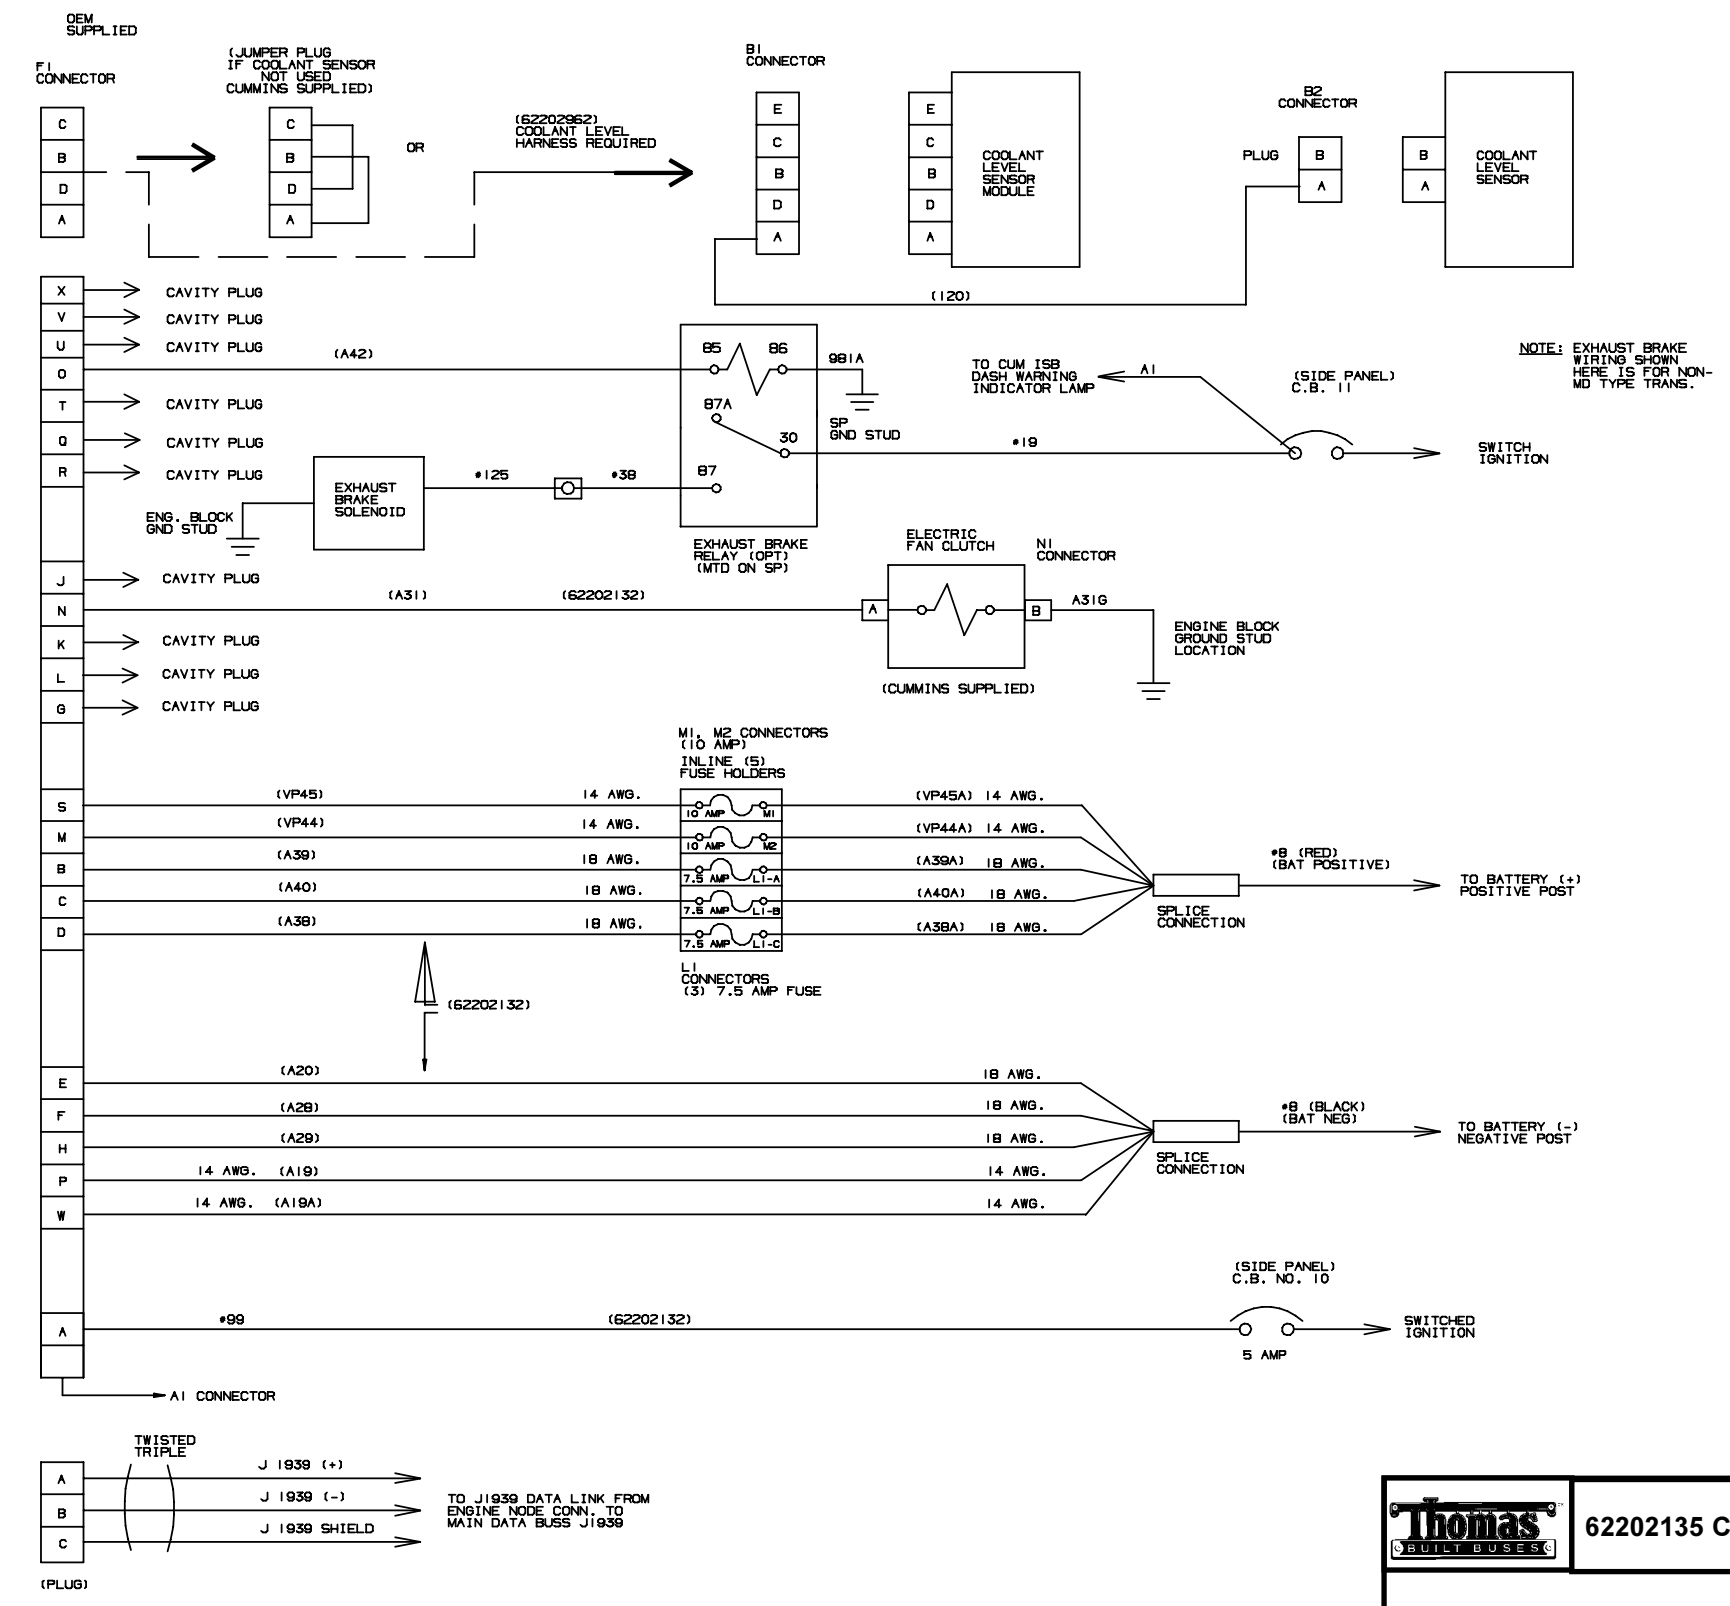 OEM
SUPPLIED
F1
CONNECTOR
C
B
D
A
(JUMPER PLUG
IF COOLANT SENSOR
NOT USED
CUMMINS SUPPLIED)
C
B
D
A
OR
(62202962)
COOLANT LEVEL
HARNESS REQUIRED
B1
CONNECTOR
E
C
B
D
A
E
C
B
D
A
COOLANT
LEVEL
SENSOR
MODULE
B2
CONNECTOR
PLUG
B
A
B
A
COOLANT
LEVEL
SENSOR
(120)
X
CAVITY PLUG
V
CAVITY PLUG
U
CAVITY PLUG
O
(A42)
T
CAVITY PLUG
Q
CAVITY PLUG
R
CAVITY PLUG
85
86
87A
30
87
981A
SP
GND STUD
EXHAUST BRAKE
RELAY (OPT)
(MTD ON SP)
TO CUM ISB
DASH WARNING
INDICATOR LAMP
A1
(SIDE PANEL)
C.B. 11
#19
SWITCH
IGNITION
NOTE: EXHAUST BRAKE
WIRING SHOWN
HERE IS FOR NON-
MD TYPE TRANS.
EXHAUST
BRAKE
SOLENOID
#125
#38
ENG. BLOCK
GND STUD
J
CAVITY PLUG
N
(A31)
(62202132)
K
CAVITY PLUG
L
CAVITY PLUG
G
CAVITY PLUG
ELECTRIC
FAN CLUTCH
N1
CONNECTOR
A
B
A31G
(CUMMINS SUPPLIED)
ENGINE BLOCK
GROUND STUD
LOCATION
M1, M2 CONNECTORS
(10 AMP)
INLINE (5)
FUSE HOLDERS
S
(VP45)
14 AWG.
10 AMP
M1
(VP45A) 14 AWG.
M
(VP44)
14 AWG.
10 AMP
M2
(VP44A) 14 AWG.
B
(A39)
18 AWG.
7.5 AMP
L1-A
(A39A) 18 AWG.
C
(A40)
18 AWG.
7.5 AMP
L1-B
(A40A) 18 AWG.
D
(A38)
18 AWG.
7.5 AMP
L1-C
(A38A) 18 AWG.
L1
CONNECTORS
(3) 7.5 AMP FUSE
SPLICE
CONNECTION
#8 (RED)
(BAT POSITIVE)
TO BATTERY (+)
POSITIVE POST
(62202132)
E
(A20)
18 AWG.
F
(A28)
18 AWG.
H
(A29)
18 AWG.
P
14 AWG. (A19)
14 AWG.
W
14 AWG. (A19A)
14 AWG.
SPLICE
CONNECTION
#8 (BLACK)
(BAT NEG)
TO BATTERY (-)
NEGATIVE POST
A
#99
(62202132)
(SIDE PANEL)
C.B. NO. 10
5 AMP
SWITCHED
IGNITION
A1 CONNECTOR
TWISTED
TRIPLE
A
J 1939 (+)
B
J 1939 (-)
C
J 1939 SHIELD
(PLUG)
TO J1939 DATA LINK FROM
ENGINE NODE CONN. TO
MAIN DATA BUSS J1939
Thomas
BUILT BUSES
62202135 C